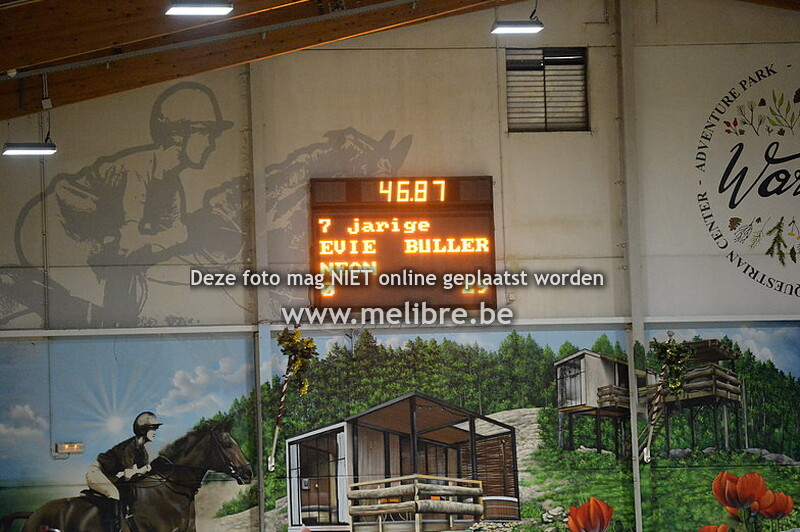 46.87
7 jarige
EVIE BULLER
NEON
Deze foto mag NIET online geplaatst worden
www.melibre.be
ADVENTURE PARK -
EQUESTRIAN CENTER -